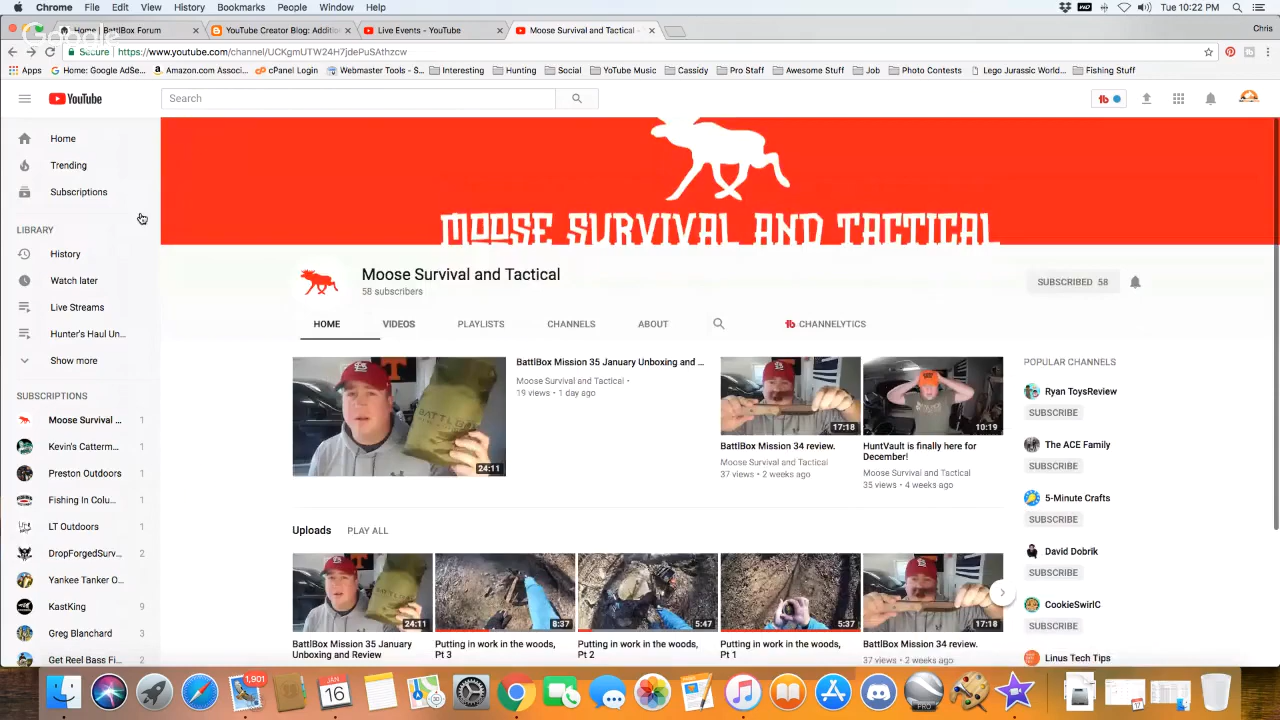 Chrome File Edit View History Bookmarks People Window Help Tue 10:22 PM Chris
Home | BattlBox Forum YouTube Creator Blog: Addition Live Events - YouTube Moose Survival and Tactical -
Secure https://www.youtube.com/channel/UCKgmUTW24H7jdePuSAthzcw
Apps Google Home: Google AdSe... Amazon.com Associ... cPanel Login Webmaster Tools - S... Interesting Hunting Social YoTube Music Cassidy Pro Staff Awesome Stuff Job Photo Contests Lego Jurassic World... Fishing Stuff
YouTube Search
Home
Trending
Subscriptions
LIBRARY
History
Watch later
Live Streams
Hunter's Haul Un...
Show more
SUBSCRIPTIONS
Moose Survival ... 1
Kevin's Catterm... 1
Preston Outdoors 1
Fishing In Colu... 1
LT Outdoors 1
DropForgedSurv... 2
Yankee Tanker O...
KastKing 9
Greg Blanchard 3
Get Reel Bass Fi... 2
MOOSE SURVIVAL AND TACTICAL
Moose Survival and Tactical
58 subscribers
SUBSCRIBED 58
HOME VIDEOS PLAYLISTS CHANNELS ABOUT CHANNELYTICS
BattlBox Mission 35 January Unboxing and ...
Moose Survival and Tactical •
19 views • 1 day ago
24:11
17:18
BattlBox Mission 34 review.
Moose Survival and Tactical
37 views • 2 weeks ago
10:19
HuntVault is finally here for
December!
Moose Survival and Tactical
35 views • 4 weeks ago
Uploads PLAY ALL
24:11 8:37 5:47 5:37 17:18
BattlBox Mission 35 January
Unboxing and Review
Putting in work in the woods,
Pt 3
Putting in work in the woods,
Pt 2
Putting in work in the woods,
Pt 1
BattlBox Mission 34 review.
37 views • 2 weeks ago
POPULAR CHANNELS
Ryan ToysReview
SUBSCRIBE
The ACE Family
SUBSCRIBE
5-Minute Crafts
SUBSCRIBE
David Dobrik
SUBSCRIBE
CookieSwirlC
SUBSCRIBE
Linus Tech Tips
1,901
JAN
16
PRO
17